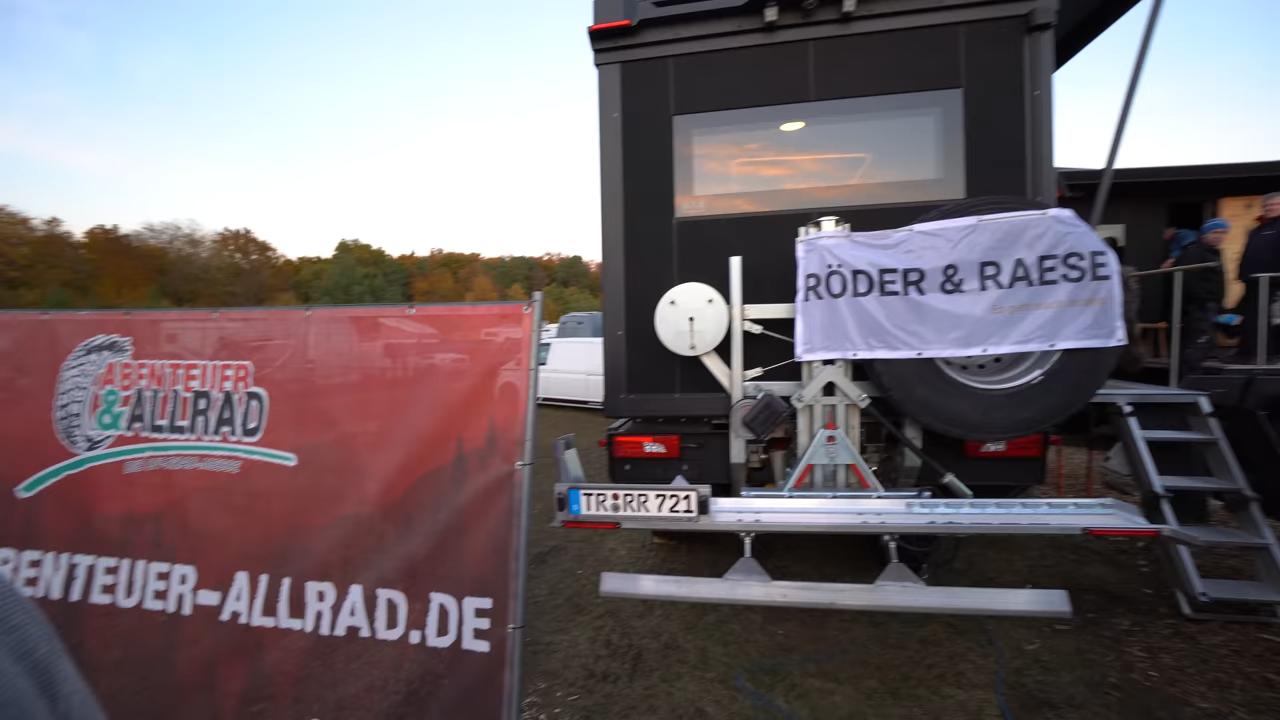 ABENTEUER
& ALLRAD
BENTEUER-ALLRAD.DE
RÖDER & RAESE
TR RR 721